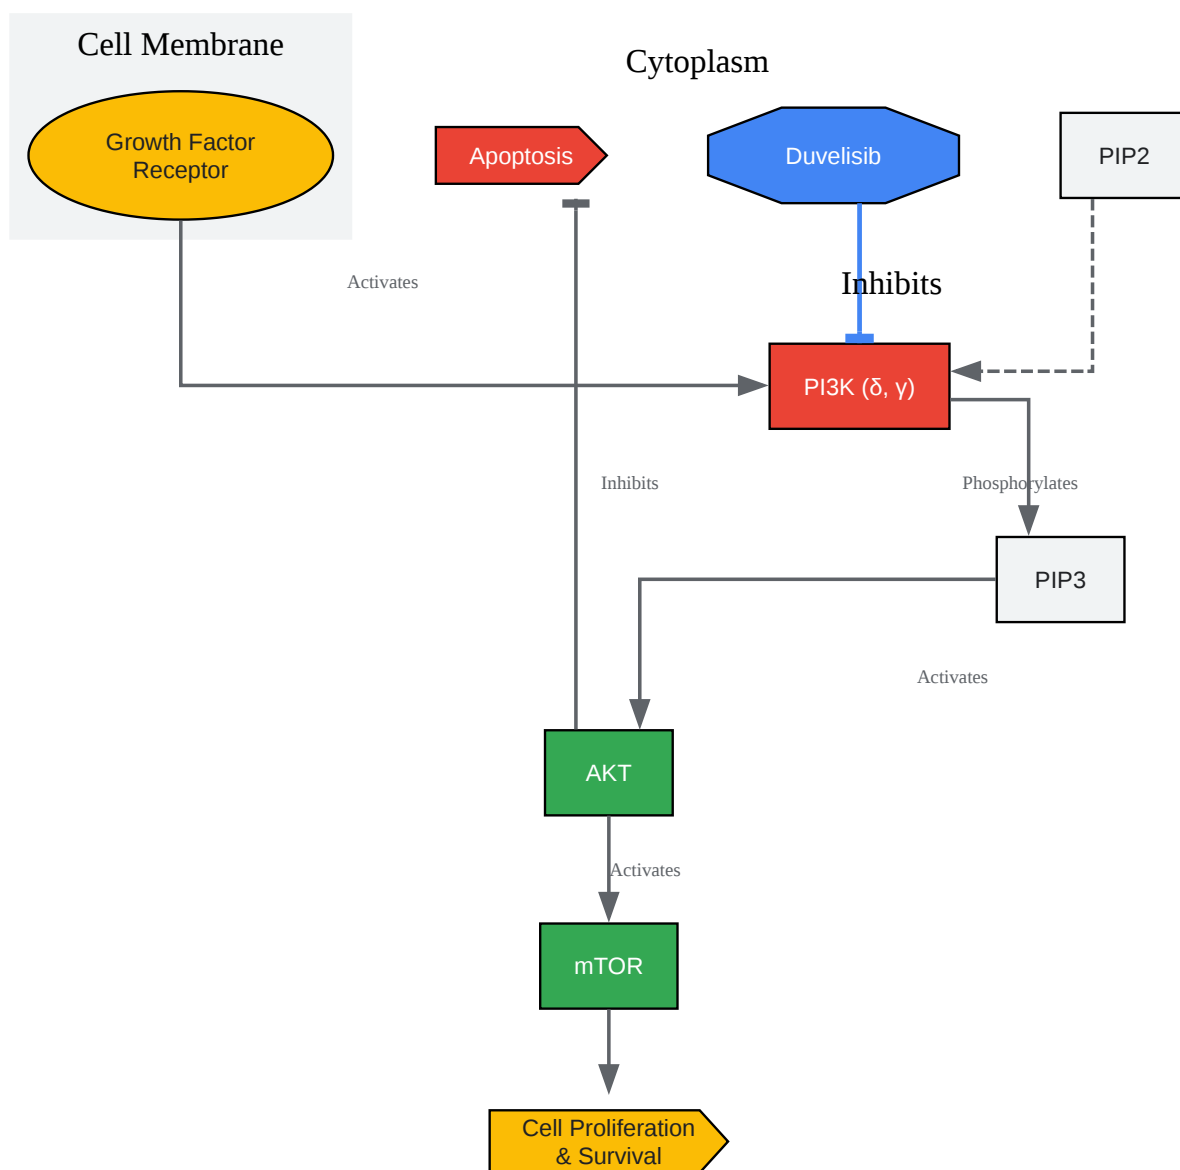 Cell Membrane
Cytoplasm
Growth Factor
Receptor
Apoptosis
Duvelisib
PIP2
Activates
Inhibits
PI3K (δ, γ)
Inhibits
Phosphorylates
PIP3
Activates
AKT
Activates
mTOR
Cell Proliferation
& Survival